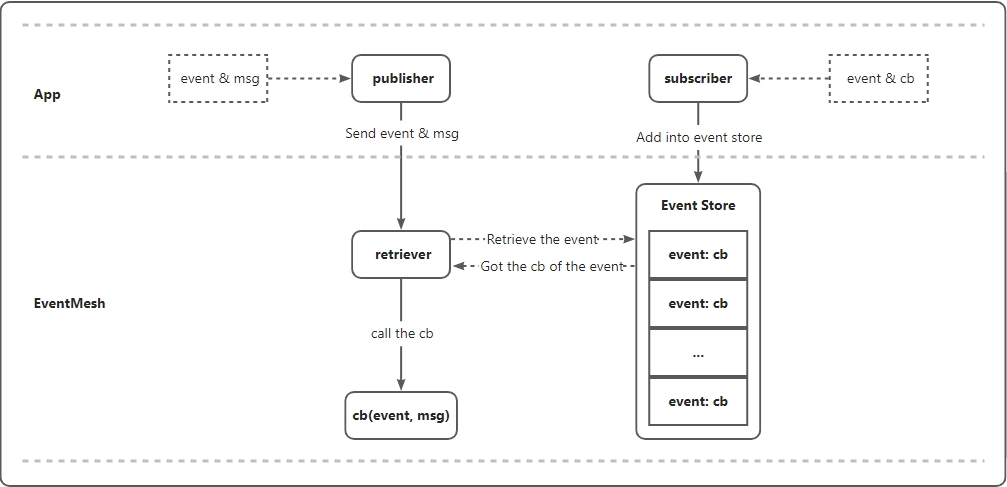 event & msg
publisher
subscriber
event & cb
App
Send event & msg
Add into event store
Event Store
retriever
Retrieve the event
Got the cb of the event
event: cb
EventMesh
event: cb
call the cb
...
cb(event, msg)
event: cb